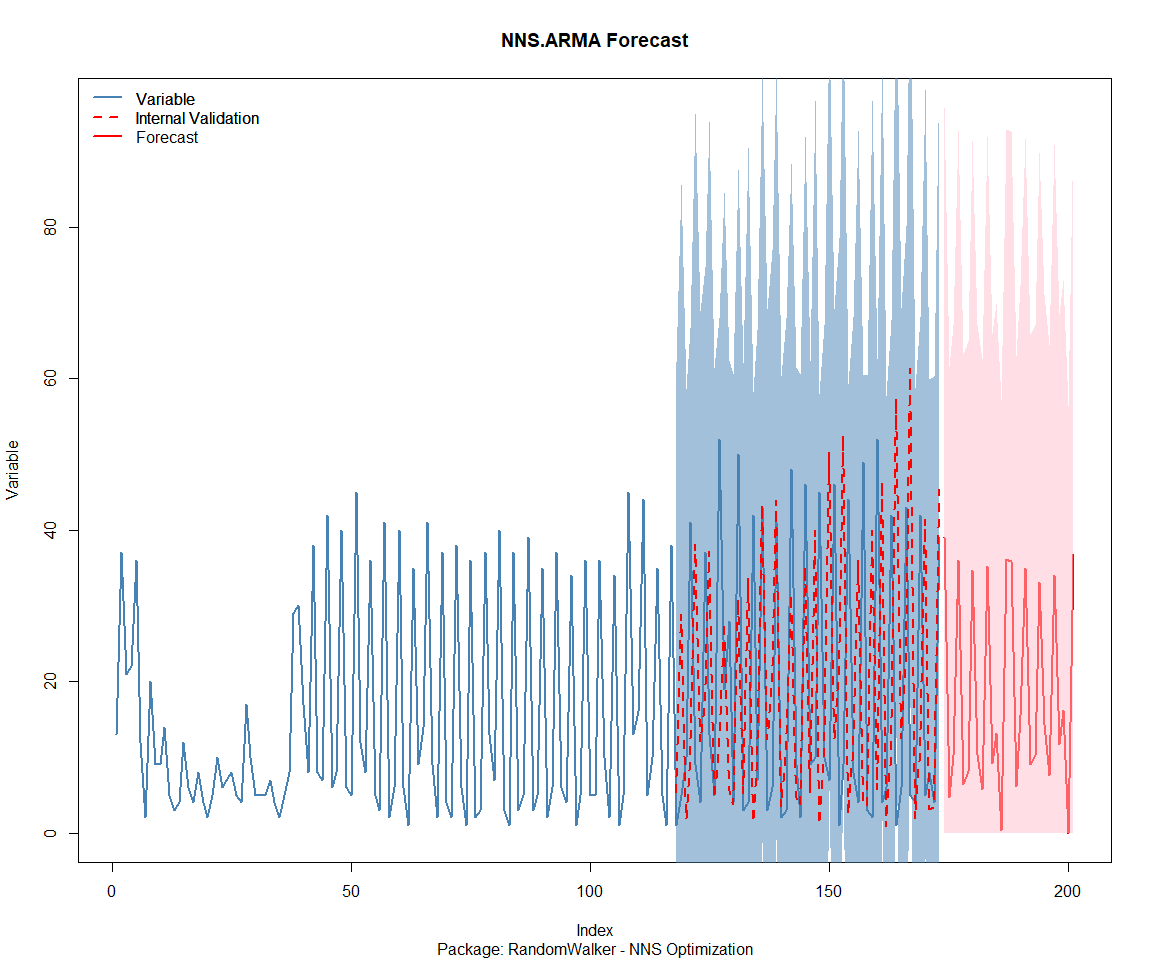 NNS.ARMA Forecast
Variable
Internal Validation
Forecast
Variable
80
60
40
20
0
0 50 100 150 200
Index
Package: RandomWalker - NNS Optimization